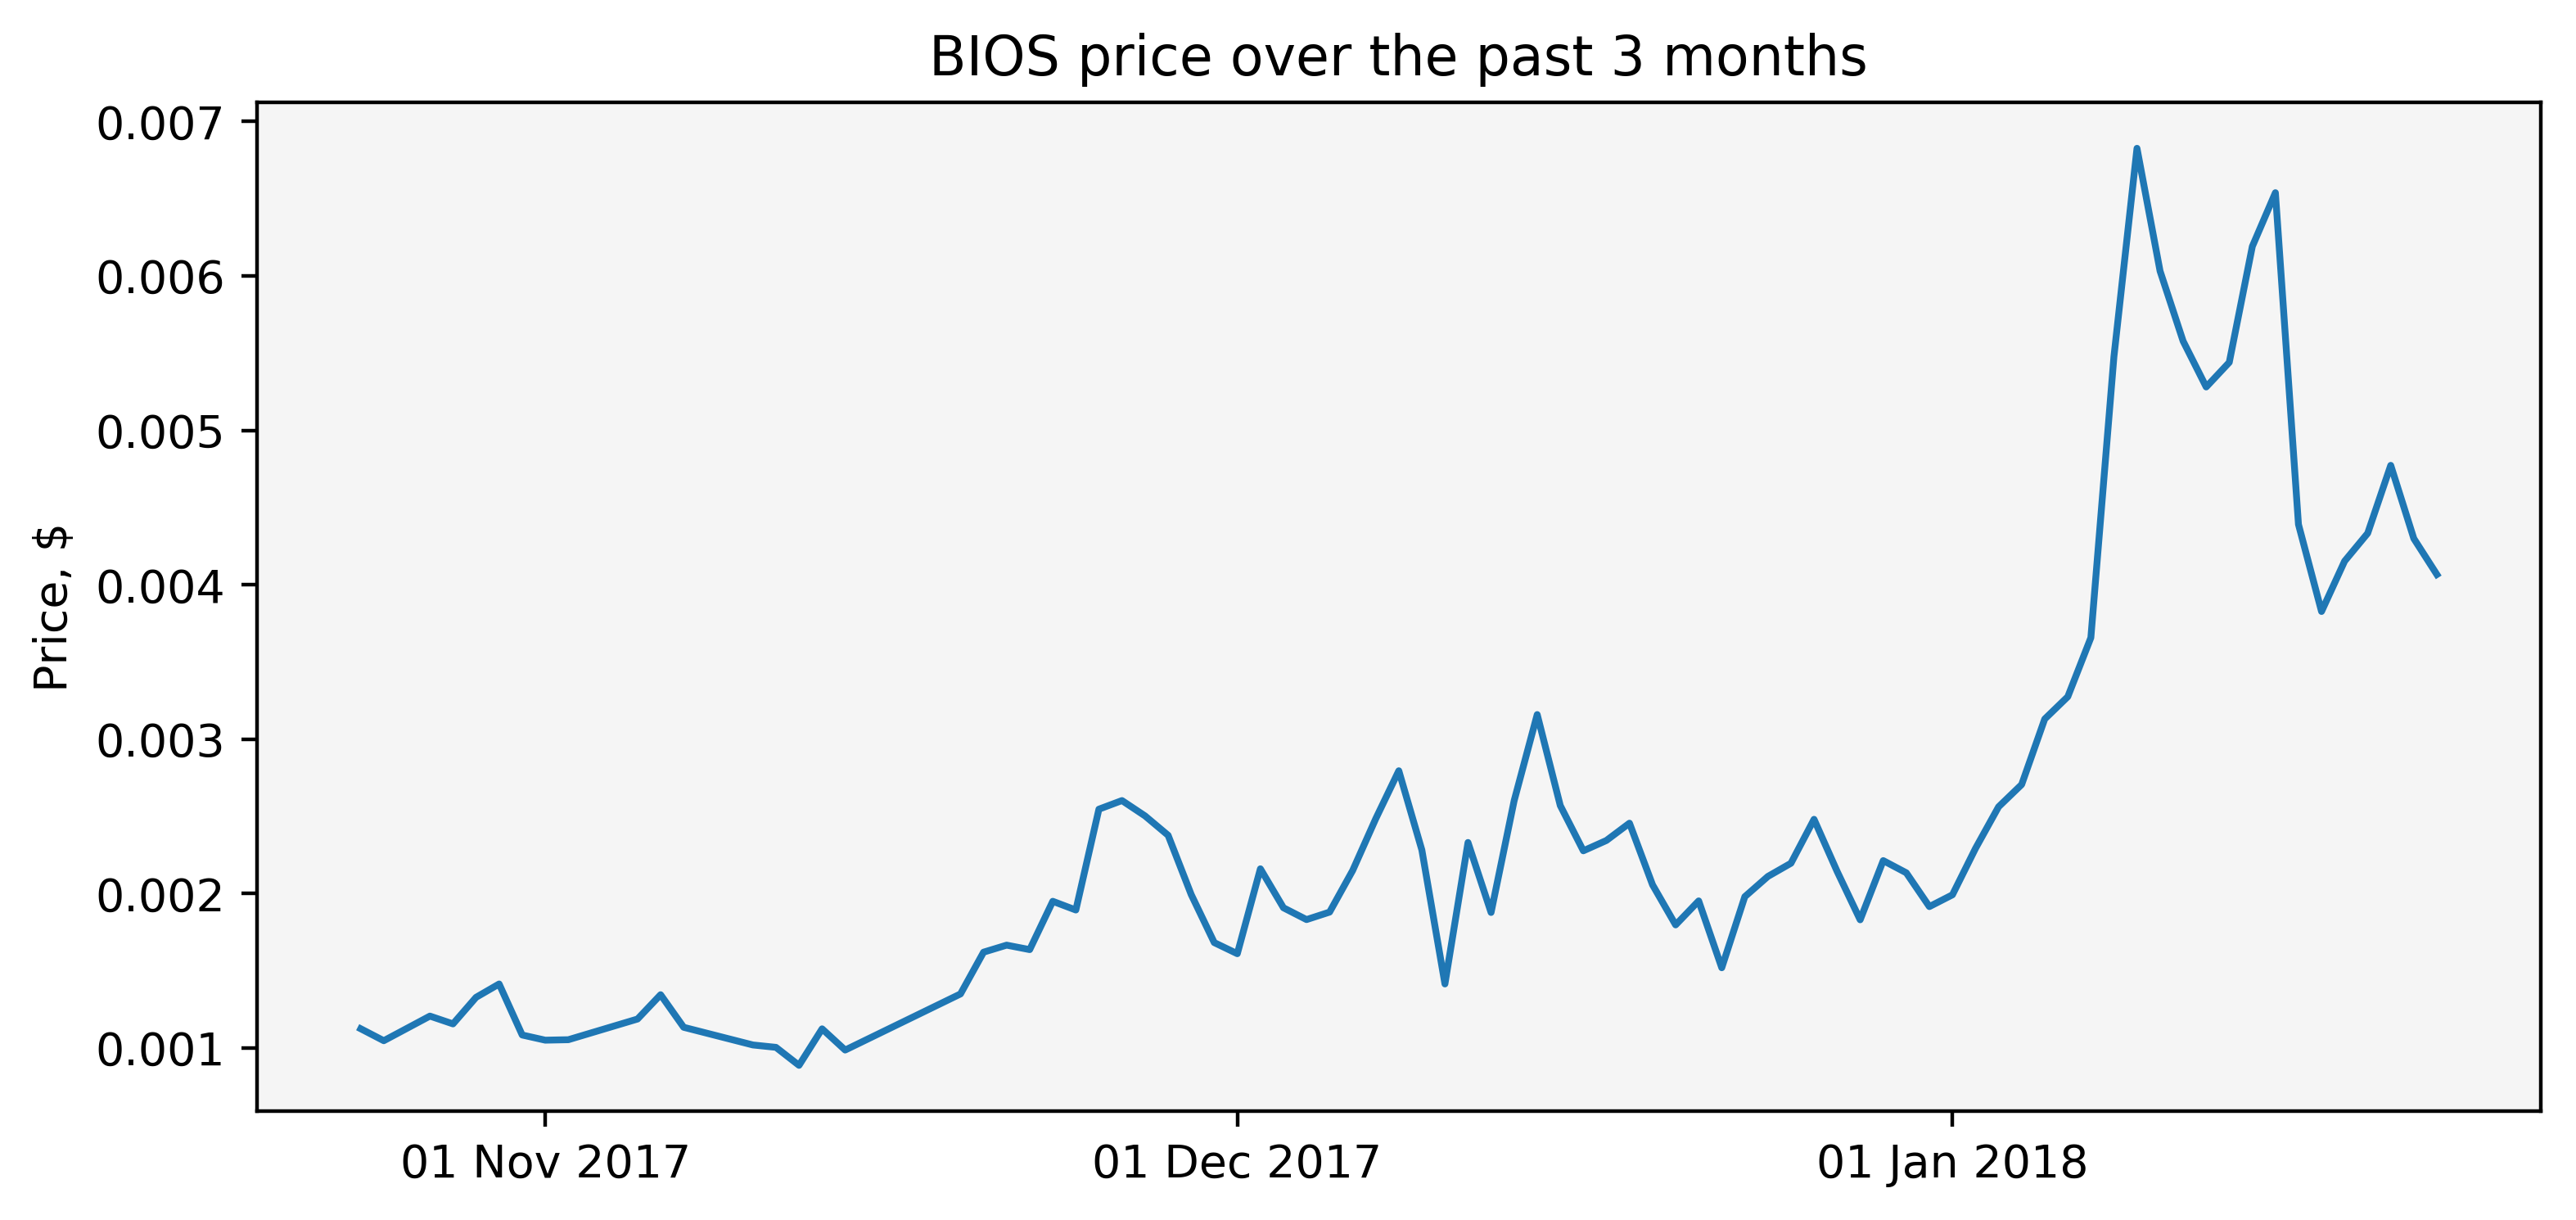 BIOS price over the past 3 months
0.007
0.006
0.005
0.004
0.003
0.002
0.001
Price, $
01 Nov 2017
01 Dec 2017
01 Jan 2018